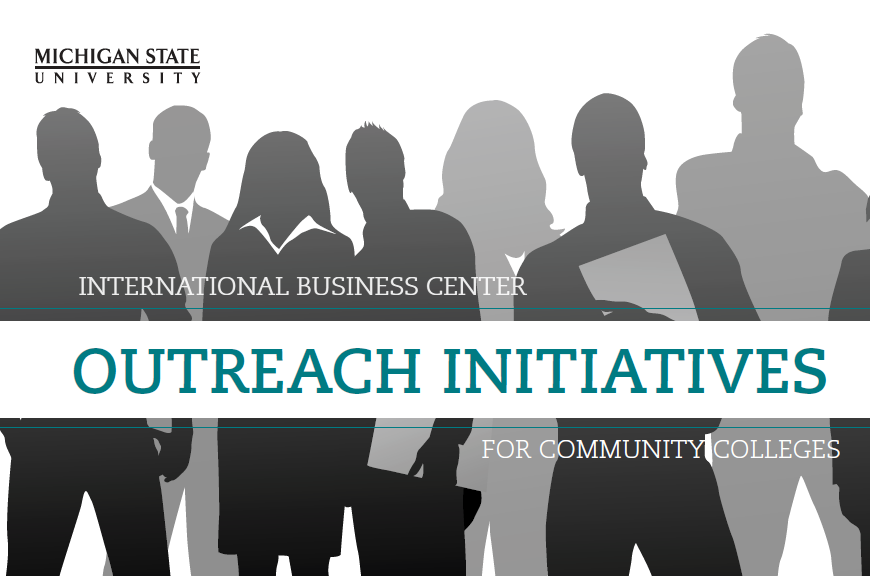 MICHIGAN STATE
UNIVERSITY
INTERNATIONAL BUSINESS CENTER
OUTREACH INITIATIVES
FOR COMMUNITY COLLEGES